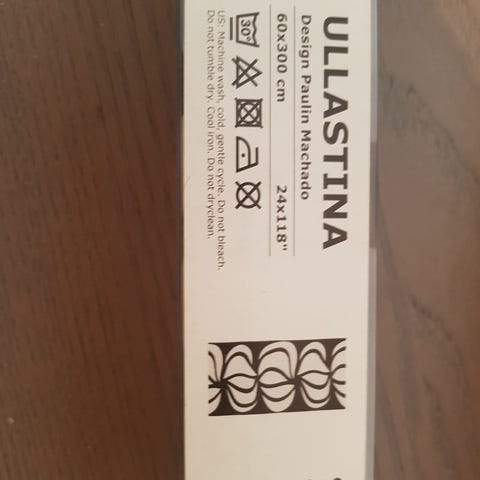 ULLASTINA
Design Paulin Machado
60x300 cm 24x118"
30°
US: Machine wash, cold, gentle cycle. Do not bleach.
Do not tumble dry. Cool iron. Do not dryclean.